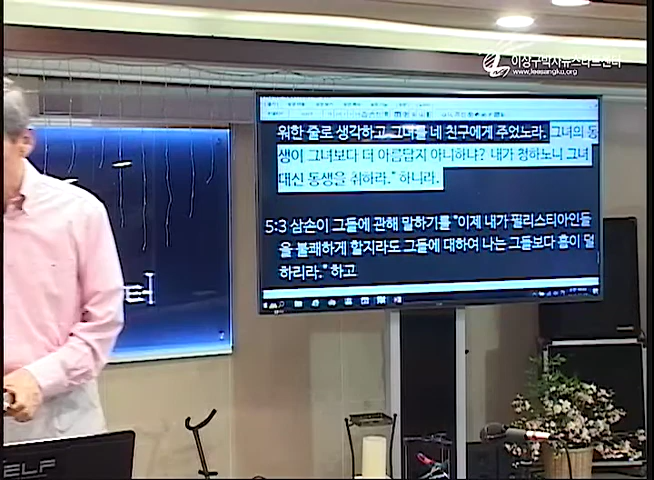 이상구박사뉴스타트센터
www.leesangku.org
워한 줄로 생각하고 그녀를 네 친구에게 주었노라. 그녀의 동
생이 그녀보다 더 아름답지 아니하냐? 내가 청하노니 그녀
대신 동생을 취하라." 하니라.
5:3 삼손이 그들에 관해 말하기를 "이제 내가 필리스티아인들
을 불쾌하게 할지라도 그들에 대하여 나는 그들보다 흠이 덜
하리라." 하고
터
ELF